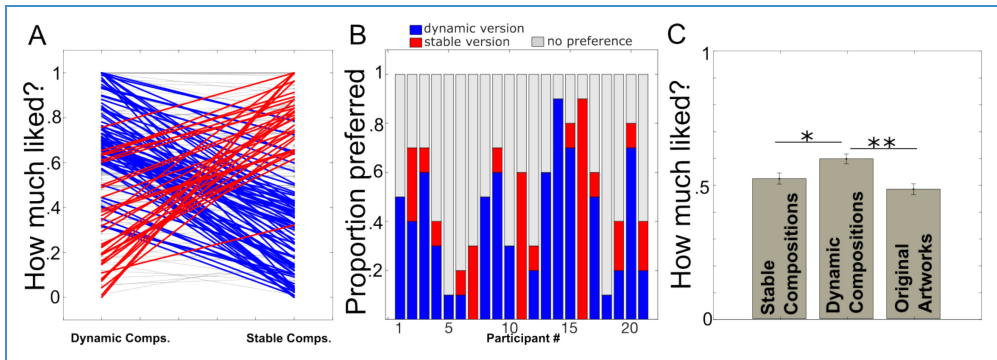 A
How much liked?
1
.8
.6
.4
.2
0
Dynamic Comps.
Stable Comps.
B
dynamic version
stable version
no preference
Proportion preferred
1
.8
.6
.4
.2
1
5
10
15
20
Participant #
C
How much liked?
1
.5
0
*
**
Stable
Compositions
Dynamic
Compositions
Original
Artworks